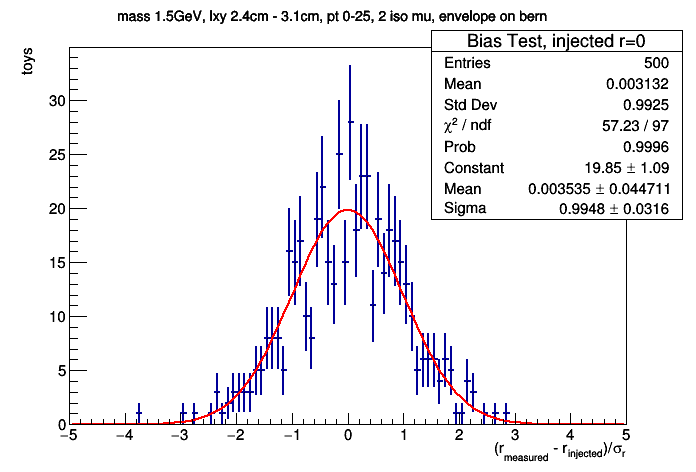 mass 1.5GeV, lxy 2.4cm - 3.1cm, pt 0-25, 2 iso mu, envelope on bern
Bias Test, injected r=0
Entries 500
Mean 0.003132
Std Dev 0.9925
χ² / ndf 57.23 / 97
Prob 0.9996
Constant 19.85 ± 1.09
Mean 0.003535 ± 0.044711
Sigma 0.9948 ± 0.0316
toys
30
25
20
15
10
5
0
−5 −4 −3 −2 −1 0 1 2 3 4 5
(r_measured - r_injected)/σ_r